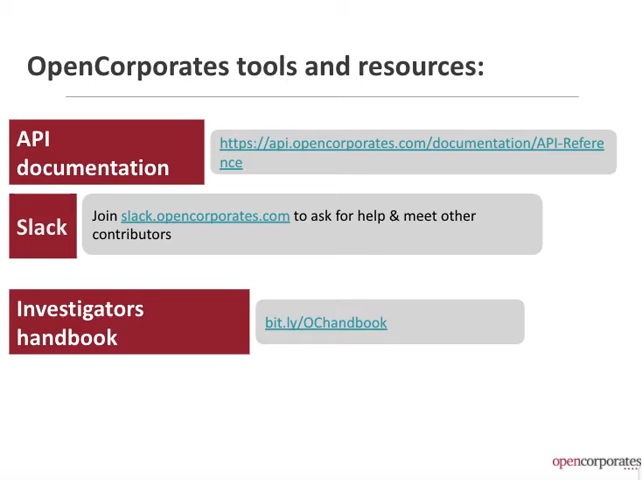 OpenCorporates tools and resources:
API
documentation
https://api.opencorporates.com/documentation/API-Refere
nce
Slack
Join slack.opencorporates.com to ask for help & meet other
contributors
Investigators
handbook
bit.ly/OChandbook
opencorporates